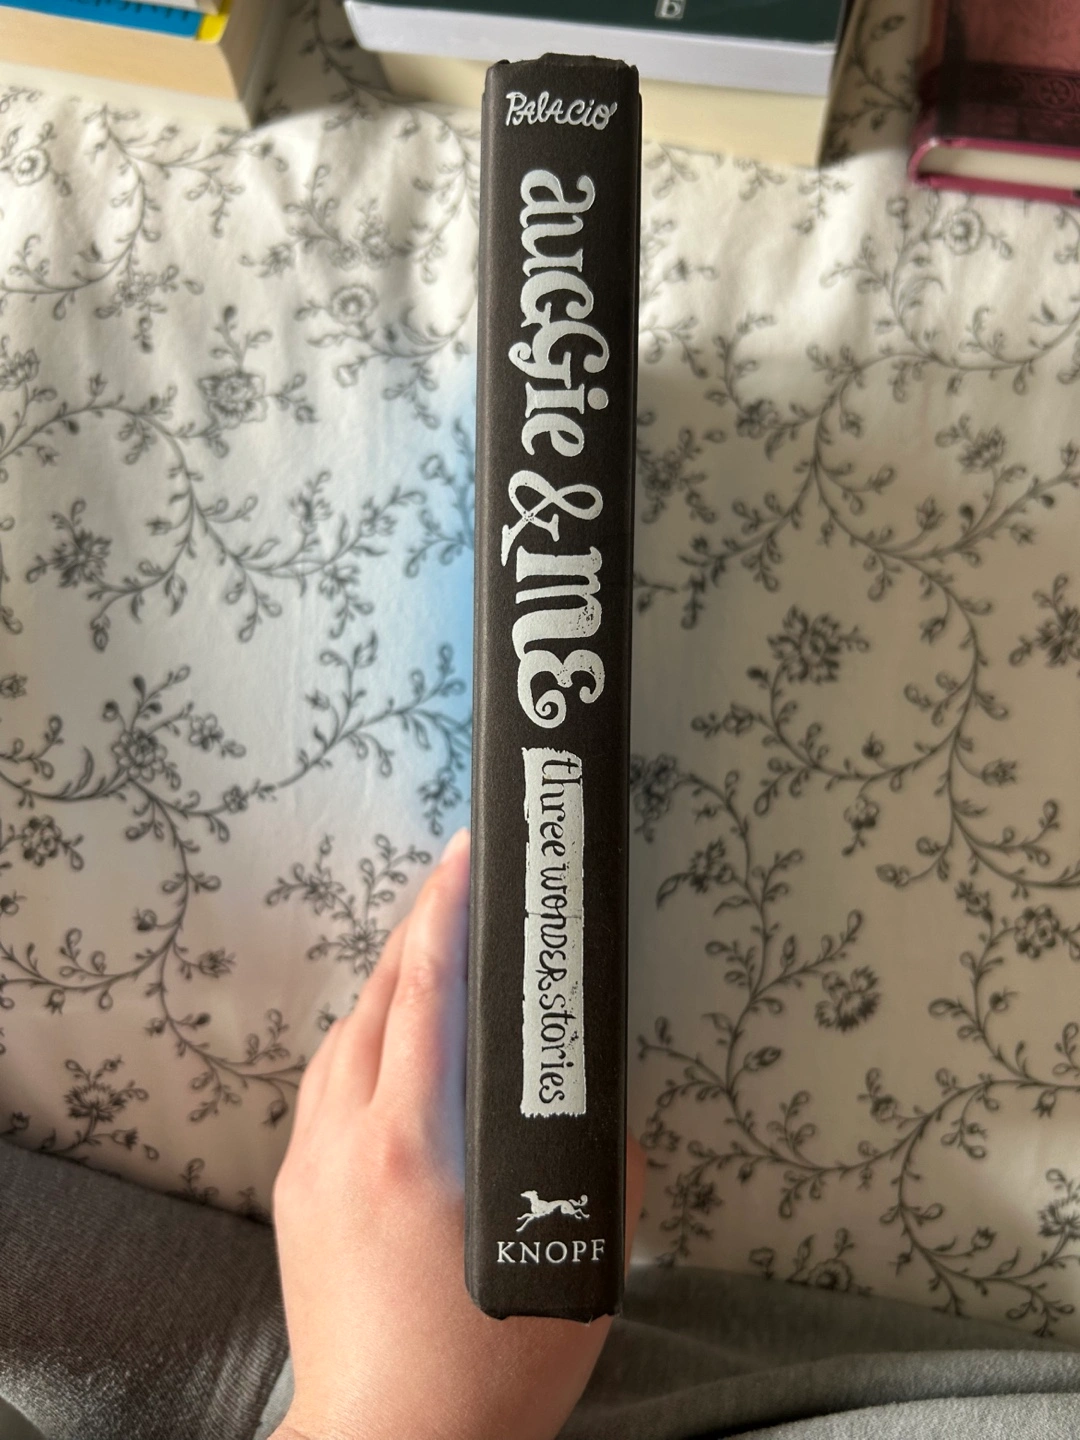 Palacio
auggie & me
three wonder stories
KNOPF